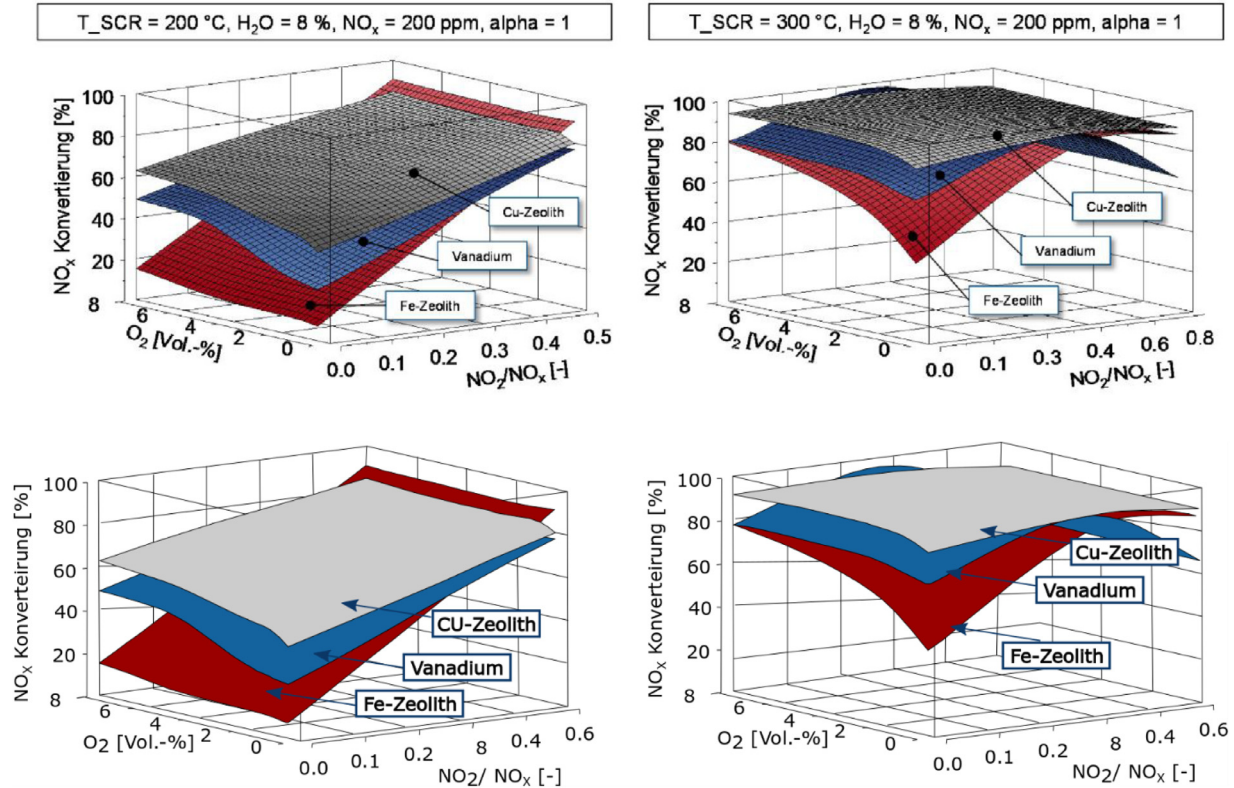 T_SCR = 200 °C, H₂O = 8 %, NOₓ = 200 ppm, alpha = 1
NOₓ Konvertierung [%]
100
80
60
40
20
8
6
4
2
0
O₂ [Vol.-%]
0.0
0.1
0.2
0.3
0.4
0.5
NO₂/NOₓ [-]
Cu-Zeolith
Vanadium
Fe-Zeolith
T_SCR = 300 °C, H₂O = 8 %, NOₓ = 200 ppm, alpha = 1
NOₓ Konvertierung [%]
100
80
60
40
20
8
6
4
2
0
O₂ [Vol.-%]
0.0
0.1
0.3
0.4
0.6
0.8
NO₂/NOₓ [-]
Cu-Zeolith
Vanadium
Fe-Zeolith
NOₓ Konverteirung [%]
100
80
60
40
20
8
6
4
2
0
O₂ [Vol.-%]
0.0
0.1
0.2
8
0.4
0.6
NO₂/ NOₓ [-]
CU-Zeolith
Vanadium
Fe-Zeolith
NOₓ Konverteirung [%]
100
80
60
40
20
8
6
4
2
0
O₂ [Vol.-%]
0.0
0.1
0.2
8
0.4
0.6
NO₂/ NOₓ [-]
Cu-Zeolith
Vanadium
Fe-Zeolith